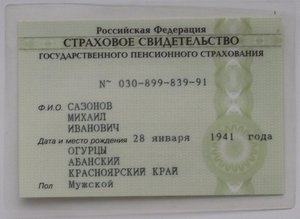 Российская Федерация
СТРАХОВОЕ СВИДЕТЕЛЬСТВО
ГОСУДАРСТВЕННОГО ПЕНСИОННОГО СТРАХОВАНИЯ
N~ 030-899-839-91
Ф.И.О. САЗОНОВ
МИХАИЛ
ИВАНОВИЧ
Дата и место рождения 28 января 1941 года
ОГУРЦЫ
АБАНСКИЙ
КРАСНОЯРСКИЙ КРАЙ
Пол Мужской